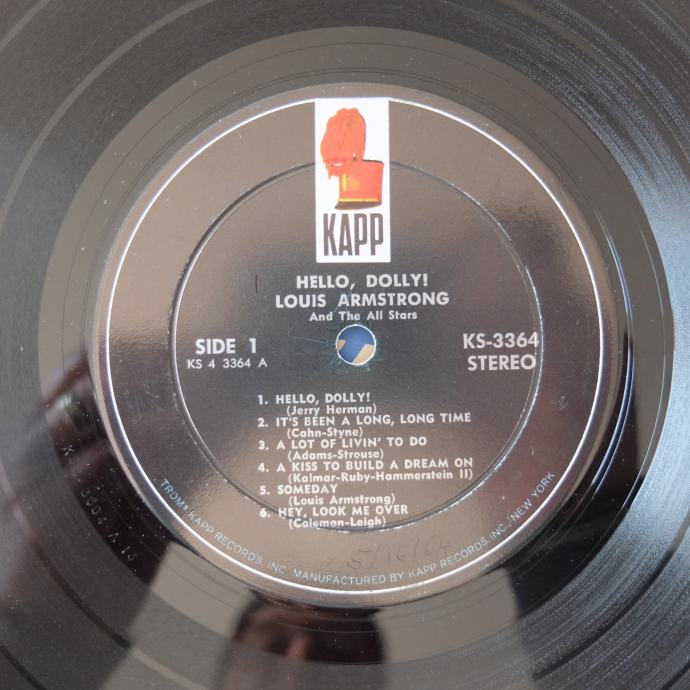 KAPP
HELLO, DOLLY!
LOUIS ARMSTRONG
And The All Stars
SIDE 1
KS 4 3364 A
KS-3364
STEREO
1. HELLO, DOLLY!
(Jerry Herman)
2. IT'S BEEN A LONG, LONG TIME
(Cahn-Styne)
3. A LOT OF LIVIN' TO DO
(Adams-Strouse)
4. A KISS TO BUILD A DREAM ON
(Kalmar-Ruby-Hammerstein II)
5. SOMEDAY
(Louis Armstrong)
6. HEY, LOOK ME OVER
(Coleman-Leigh)
5/16/64
TRDMK KAPP RECORDS, INC. MANUFACTURED BY KAPP RECORDS, INC., NEW YORK